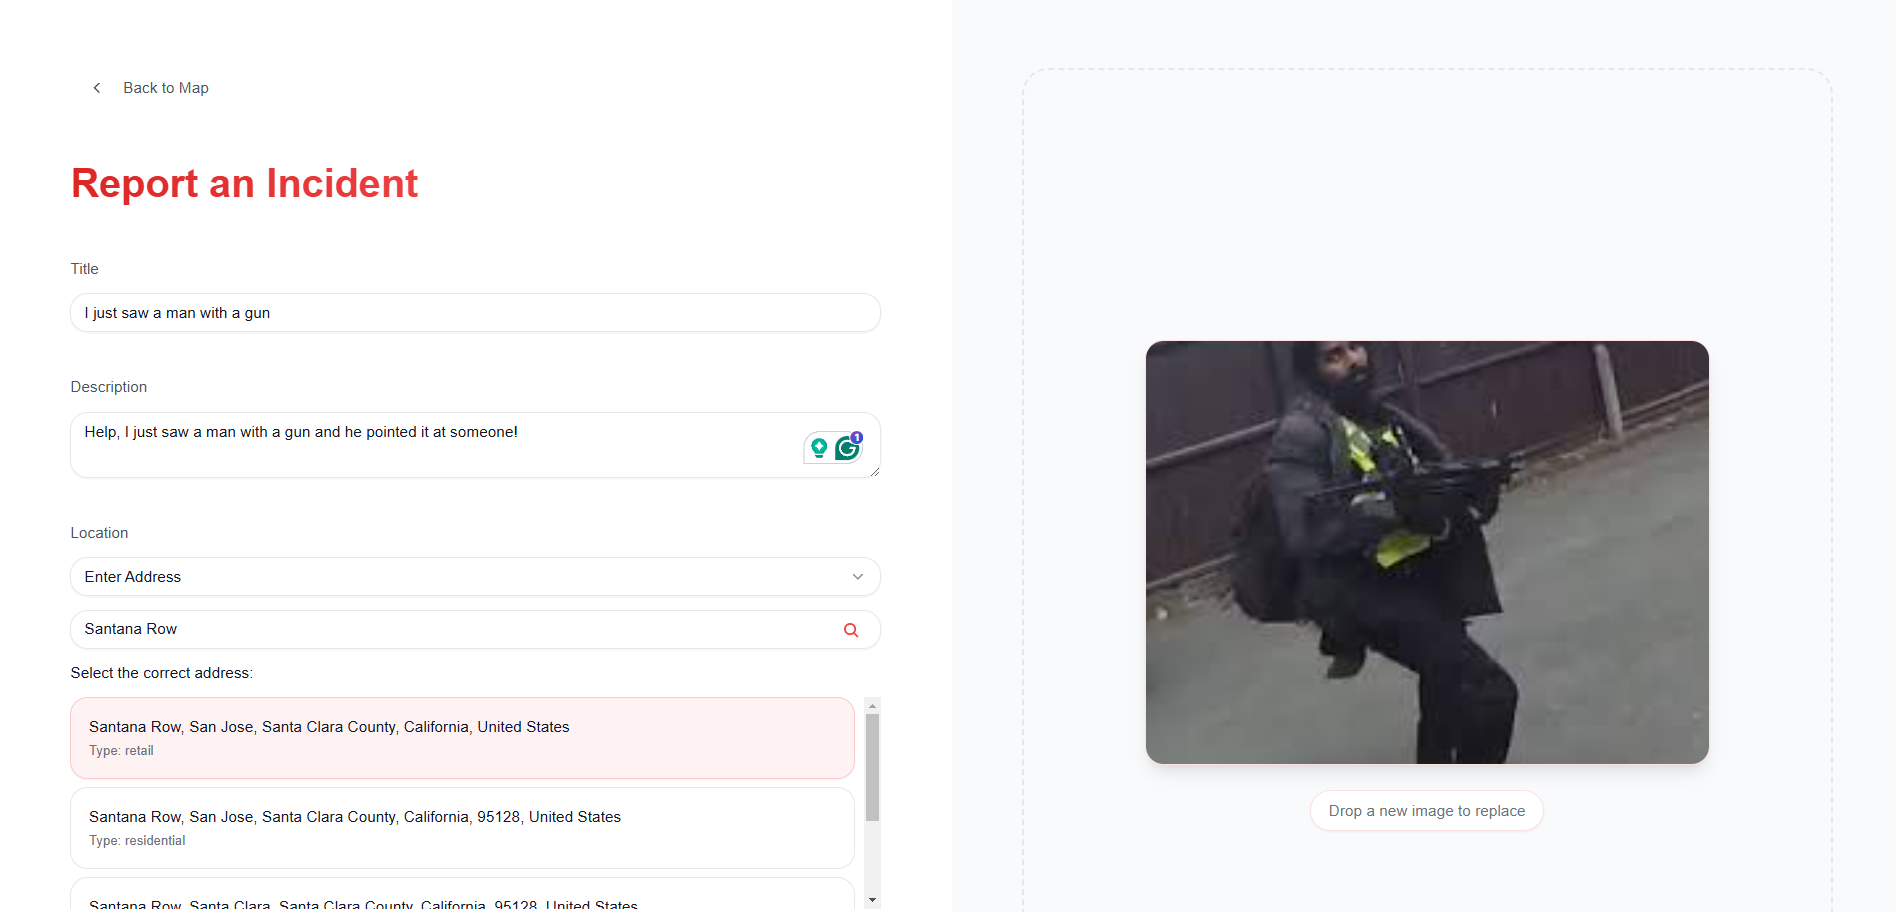 Back to Map
Report an Incident
Title
I just saw a man with a gun
Description
Help, I just saw a man with a gun and he pointed it at someone!
1
Location
Enter Address
Santana Row
Select the correct address:
Santana Row, San Jose, Santa Clara County, California, United States
Type: retail
Santana Row, San Jose, Santa Clara County, California, 95128, United States
Type: residential
Santana Row, Santa Clara, Santa Clara County, California, 95128, United States
Drop a new image to replace